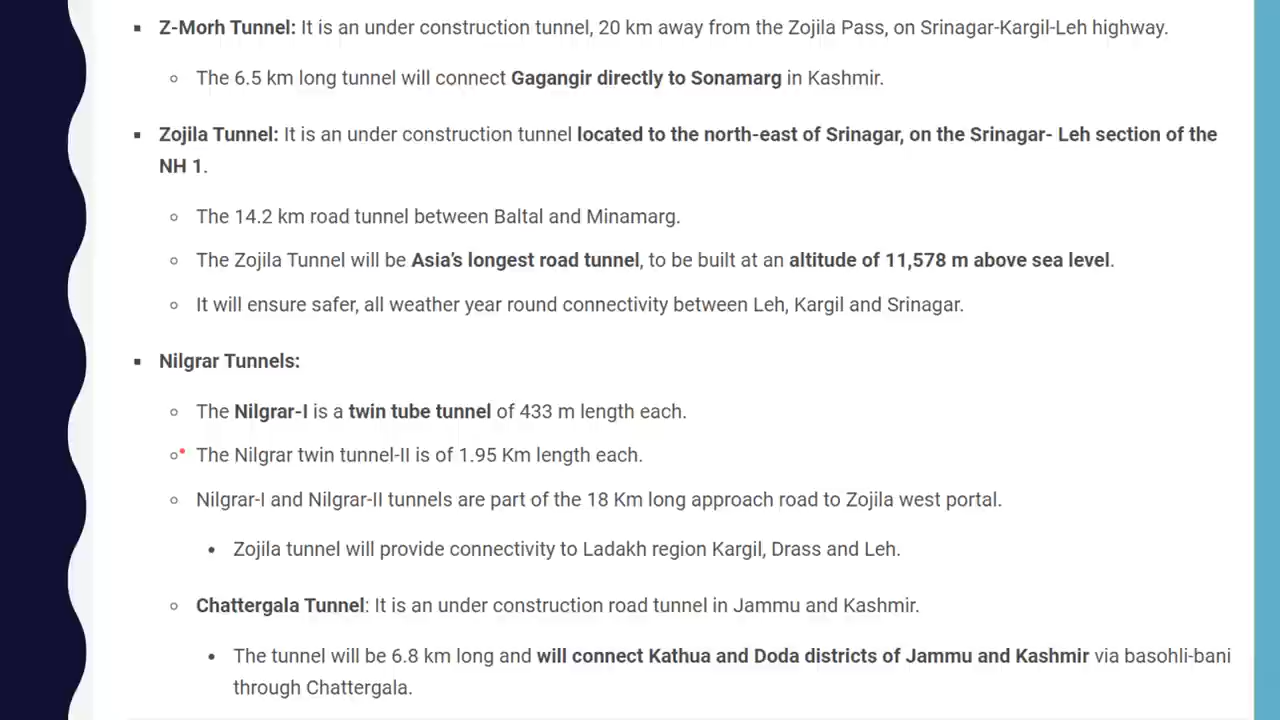 Z-Morh Tunnel: It is an under construction tunnel, 20 km away from the Zojila Pass, on Srinagar-Kargil-Leh highway.
The 6.5 km long tunnel will connect Gagangir directly to Sonamarg in Kashmir.
Zojila Tunnel: It is an under construction tunnel located to the north-east of Srinagar, on the Srinagar- Leh section of the
NH 1.
The 14.2 km road tunnel between Baltal and Minamarg.
The Zojila Tunnel will be Asia’s longest road tunnel, to be built at an altitude of 11,578 m above sea level.
It will ensure safer, all weather year round connectivity between Leh, Kargil and Srinagar.
Nilgrar Tunnels:
The Nilgrar-I is a twin tube tunnel of 433 m length each.
The Nilgrar twin tunnel-II is of 1.95 Km length each.
Nilgrar-I and Nilgrar-II tunnels are part of the 18 Km long approach road to Zojila west portal.
Zojila tunnel will provide connectivity to Ladakh region Kargil, Drass and Leh.
Chattergala Tunnel: It is an under construction road tunnel in Jammu and Kashmir.
The tunnel will be 6.8 km long and will connect Kathua and Doda districts of Jammu and Kashmir via basohli-bani
through Chattergala.